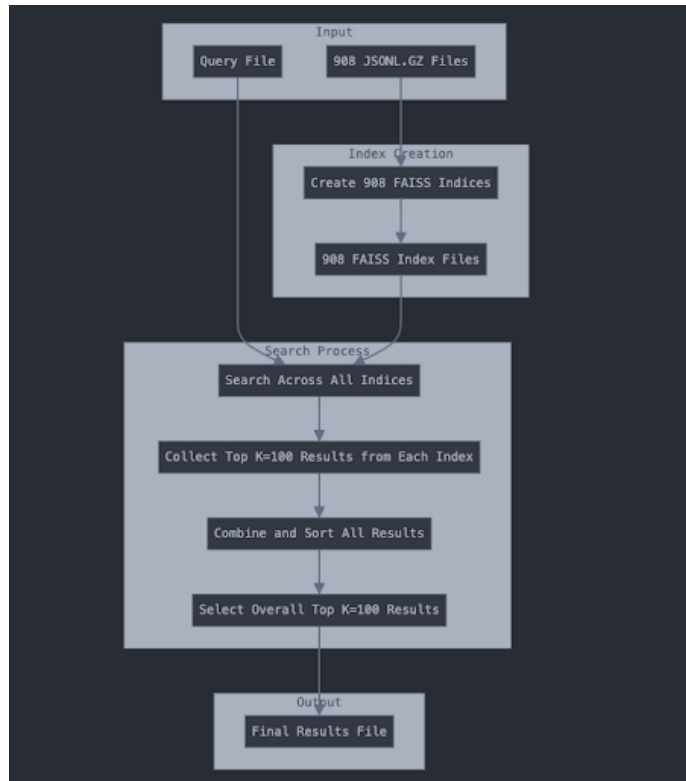 Input
Query File
908 JSONL.GZ Files
Index Creation
Create 908 FAISS Indices
908 FAISS Index Files
Search Process
Search Across All Indices
Collect Top K=100 Results from Each Index
Combine and Sort All Results
Select Overall Top K=100 Results
Output
Final Results File